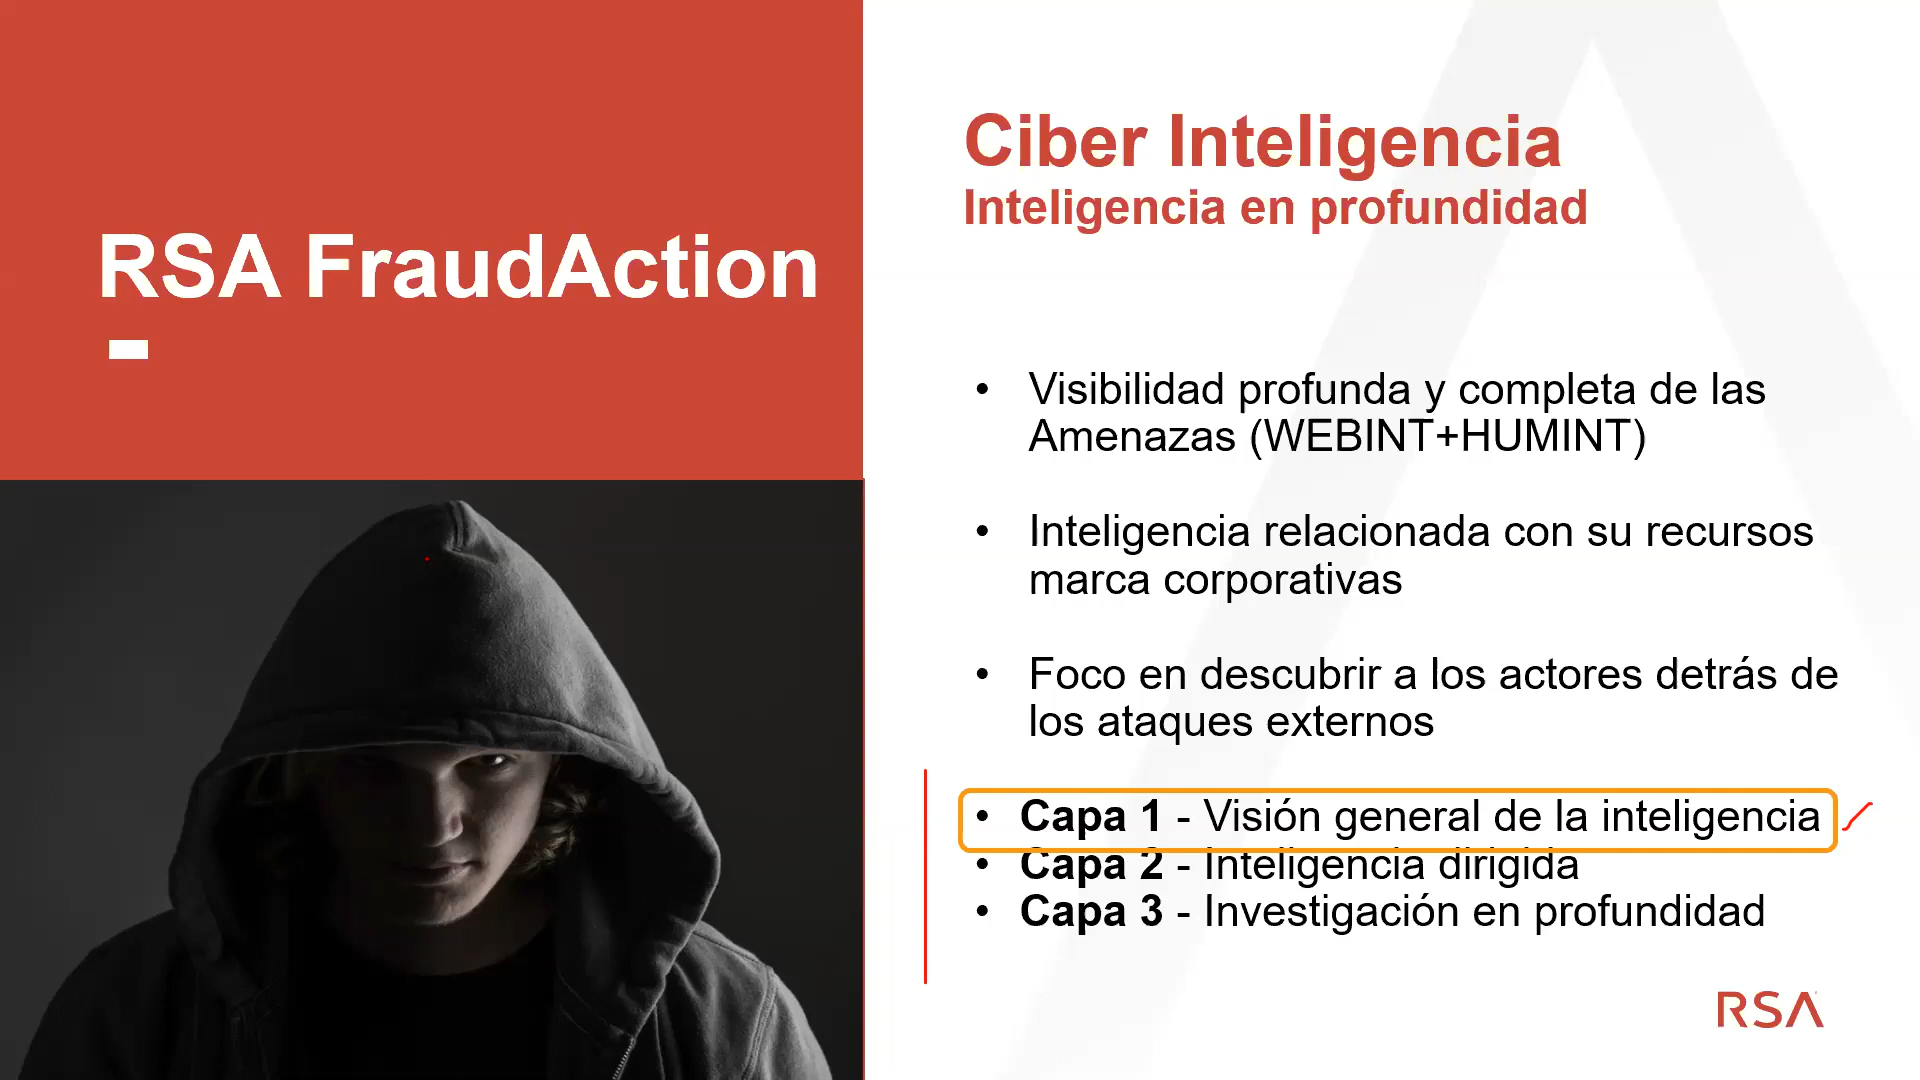 RSA FraudAction
Ciber Inteligencia
Inteligencia en profundidad
• Visibilidad profunda y completa de las
Amenazas (WEBINT+HUMINT)
• Inteligencia relacionada con su recursos
marca corporativas
• Foco en descubrir a los actores detrás de
los ataques externos
• Capa 1 - Visión general de la inteligencia
• Capa 2 - Inteligencia dirigida
• Capa 3 - Investigación en profundidad
RSA